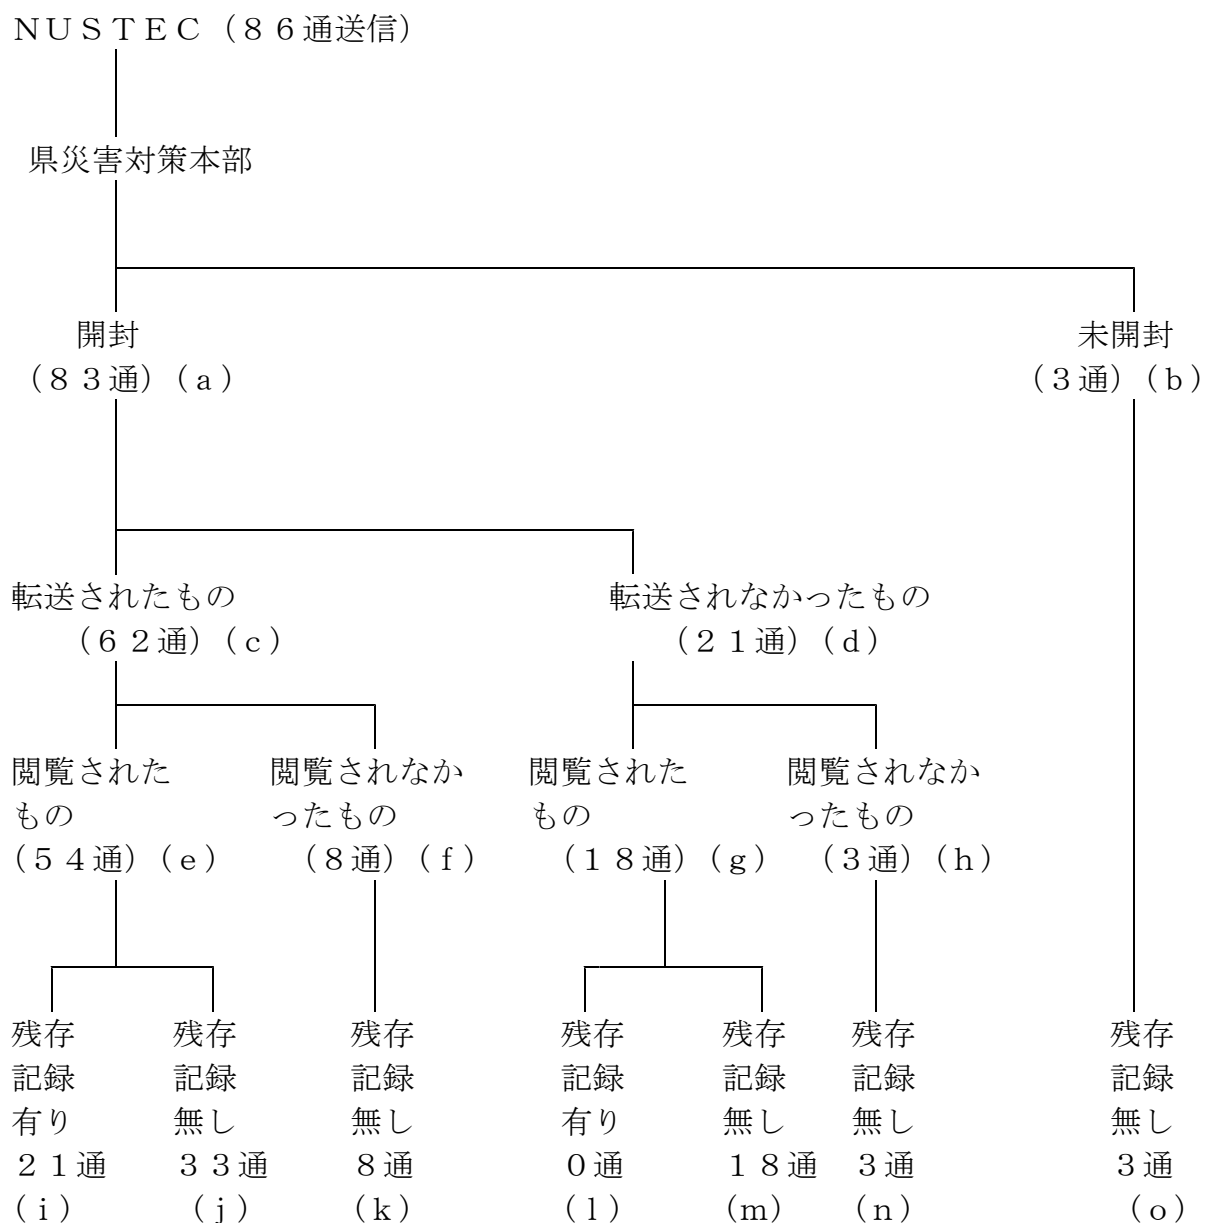 ＮＵＳＴＥＣ（８６通送信）
県災害対策本部
開封
（８３通）（ａ）
未開封
（３通）（ｂ）
転送されたもの
（６２通）（ｃ）
転送されなかったもの
（２１通）（ｄ）
閲覧された
もの
（５４通）（ｅ）
閲覧されなか
ったもの
（８通）（ｆ）
閲覧された
もの
（１８通）（ｇ）
閲覧されなか
ったもの
（３通）（ｈ）
残存
記録
有り
２１通
（ｉ）
残存
記録
無し
３３通
（ｊ）
残存
記録
無し
８通
（ｋ）
残存
記録
有り
０通
（ｌ）
残存
記録
無し
１８通
（ｍ）
残存
記録
無し
３通
（ｎ）
残存
記録
無し
３通
（ｏ）